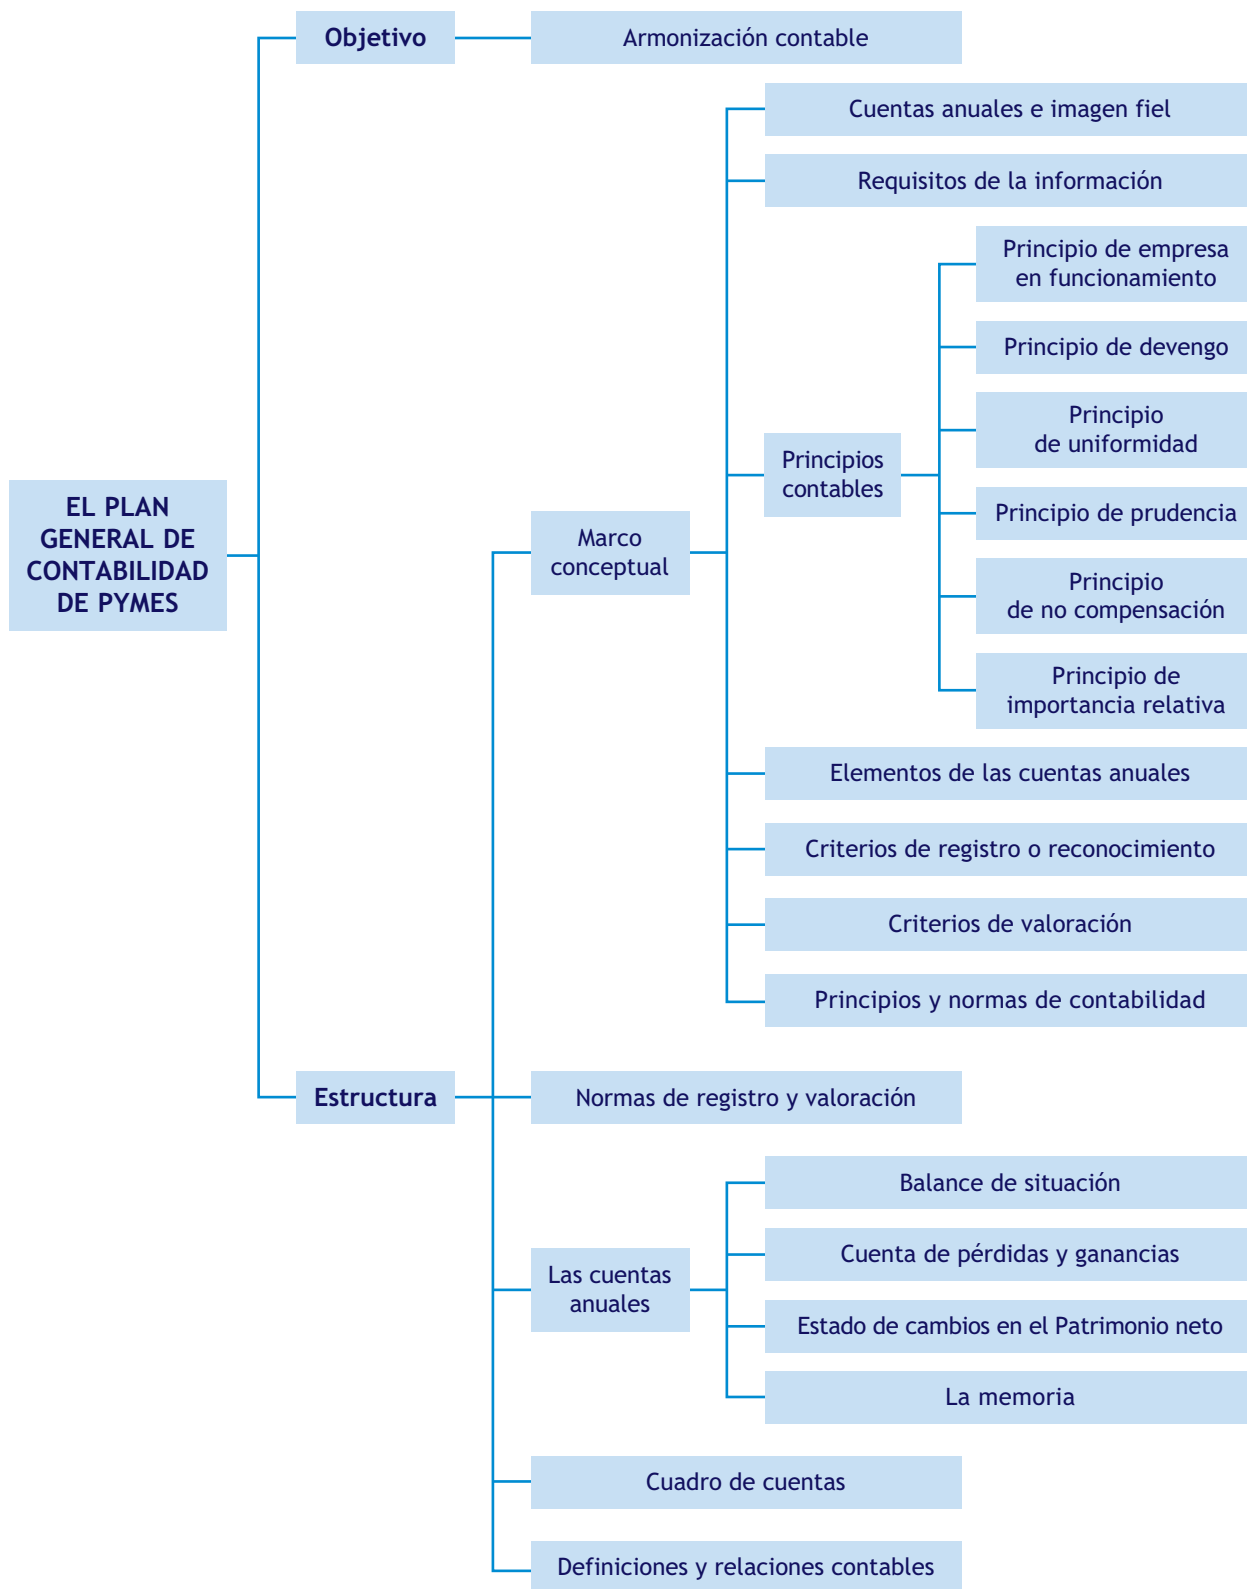 Objetivo
Armonización contable
Cuentas anuales e imagen fiel
Requisitos de la información
Principio de empresa
en funcionamiento
Principio de devengo
Principio
de uniformidad
Principios
contables
EL PLAN
GENERAL DE
CONTABILIDAD
DE PYMES
Principio de prudencia
Marco
conceptual
Principio
de no compensación
Principio de
importancia relativa
Elementos de las cuentas anuales
Criterios de registro o reconocimiento
Criterios de valoración
Principios y normas de contabilidad
Estructura
Normas de registro y valoración
Balance de situación
Cuenta de pérdidas y ganancias
Las cuentas
anuales
Estado de cambios en el Patrimonio neto
La memoria
Cuadro de cuentas
Definiciones y relaciones contables